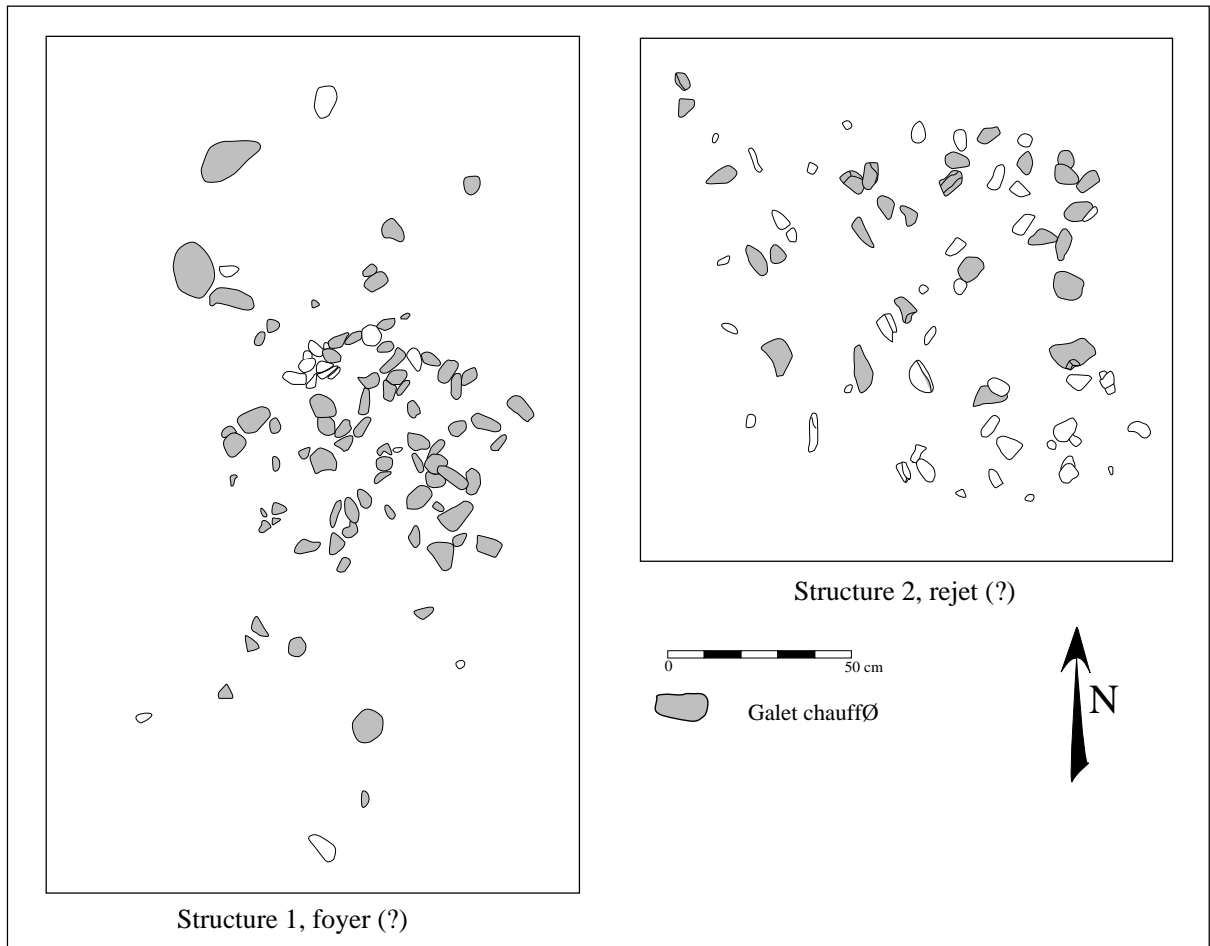 Structure 1, foyer (?)
Structure 2, rejet (?)
0 50 cm
Galet chauffØ
N